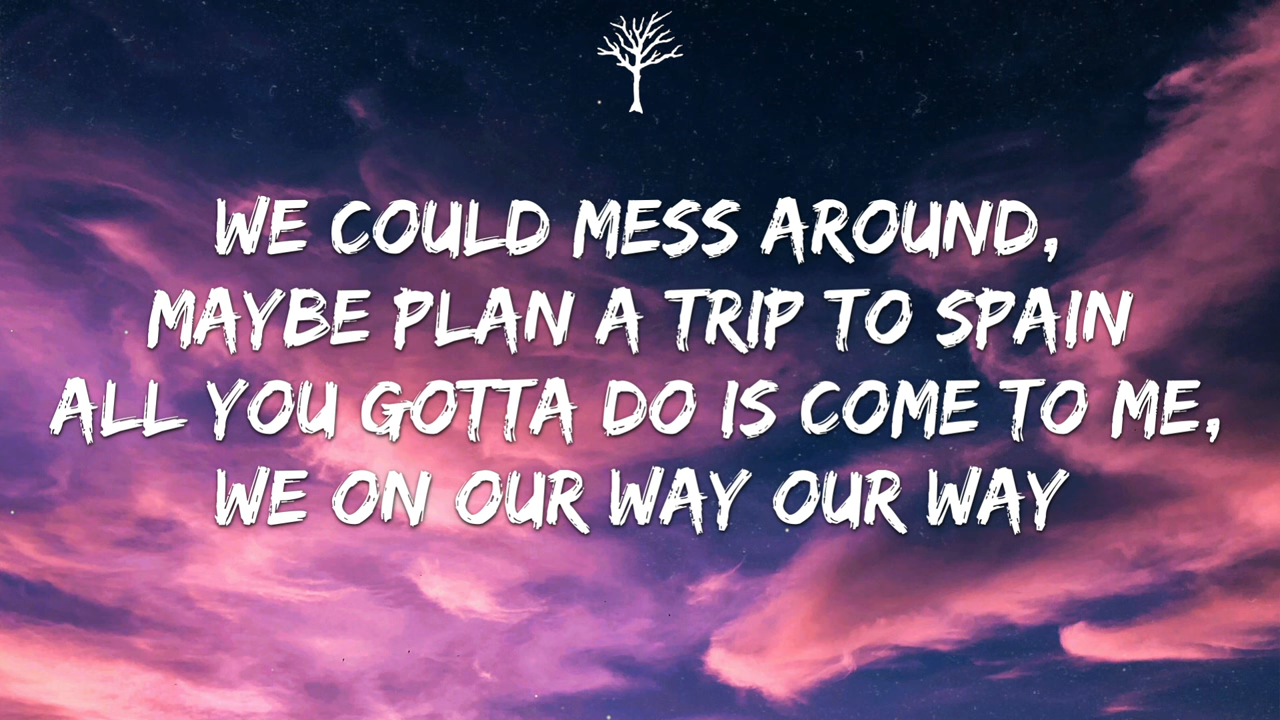 WE COULD MESS AROUND,
MAYBE PLAN A TRIP TO SPAIN
ALL YOU GOTTA DO IS COME TO ME,
WE ON OUR WAY OUR WAY